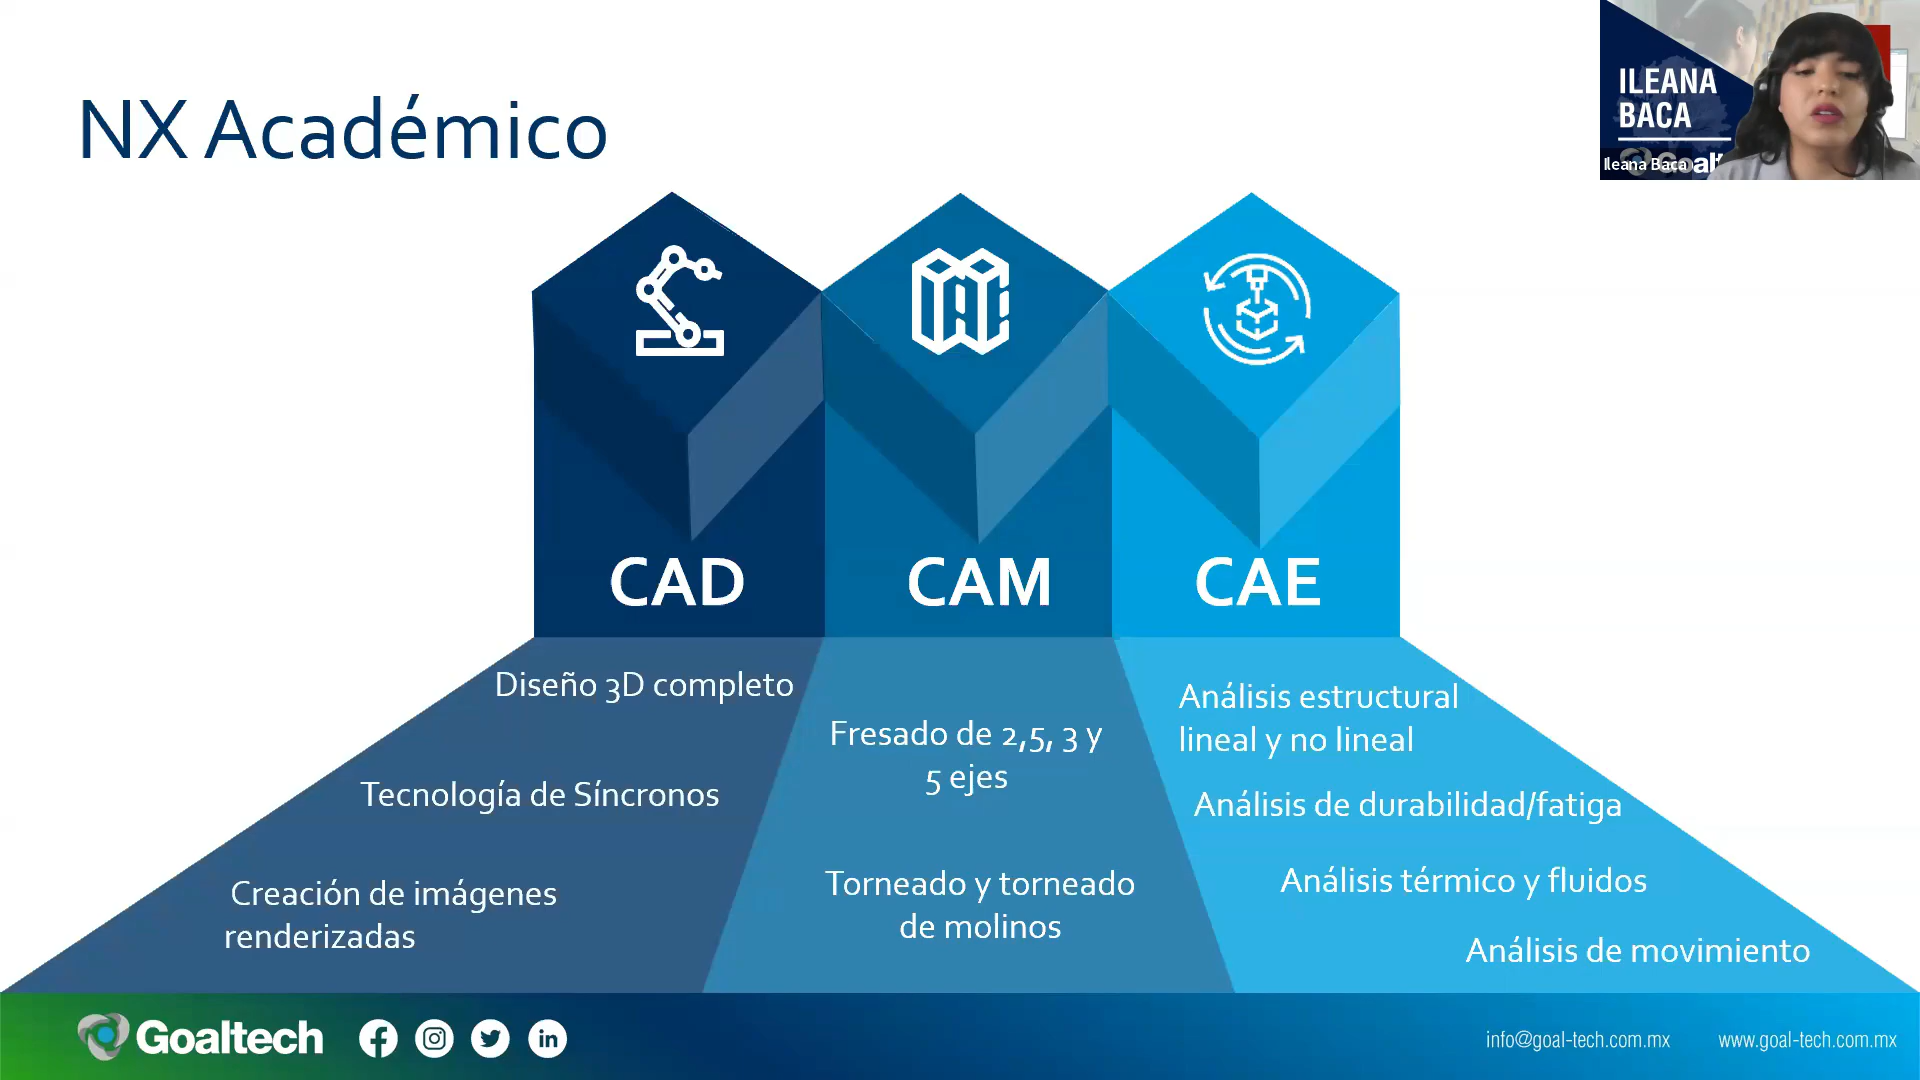 NX Académico
ILEANA
BACA
Ileana Baca
Goalt
CAD
CAM
CAE
Diseño 3D completo
Tecnología de Síncronos
Creación de imágenes
renderizadas
Fresado de 2,5, 3 y
5 ejes
Torneado y torneado
de molinos
Análisis estructural
lineal y no lineal
Análisis de durabilidad/fatiga
Análisis térmico y fluidos
Análisis de movimiento
Goaltech
info@goal-tech.com.mx
www.goal-tech.com.mx